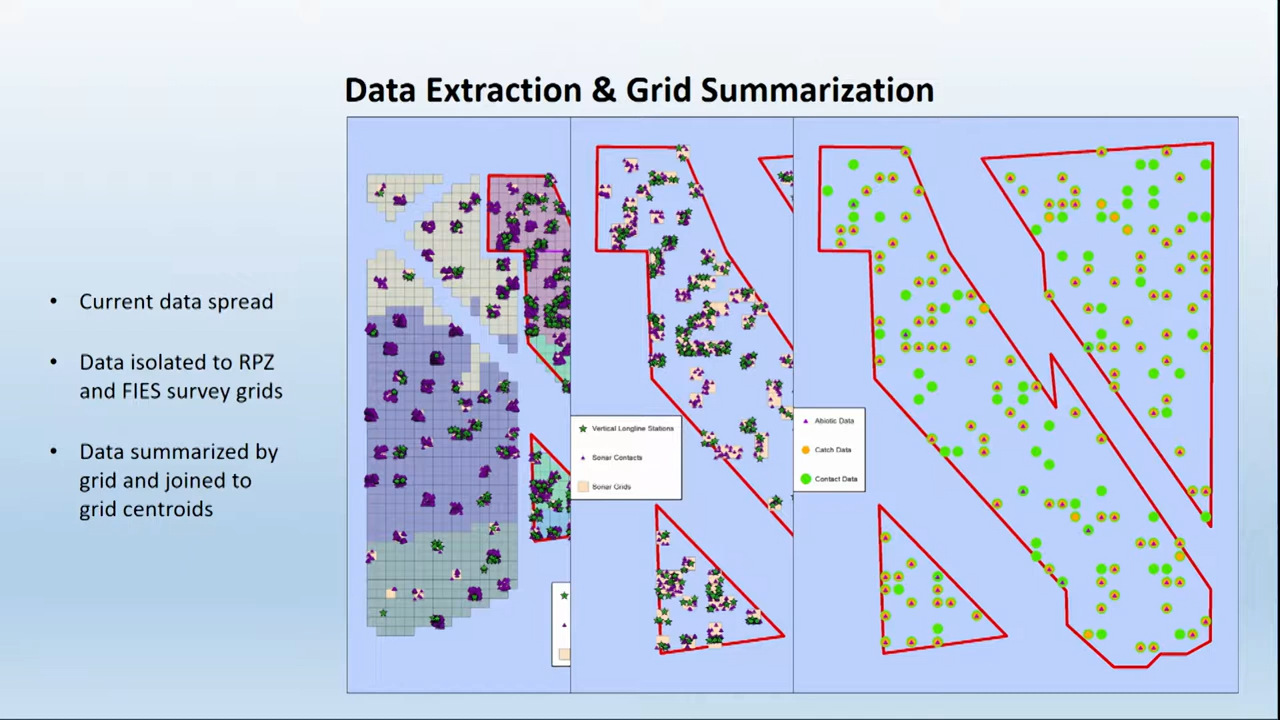 Data Extraction & Grid Summarization
• Current data spread
• Data isolated to RPZ
and FIES survey grids
• Data summarized by
grid and joined to
grid centroids
Vertical Longline Stations
Sonar Contacts
Sonar Grids
Abiotic Data
Catch Data
Contact Data